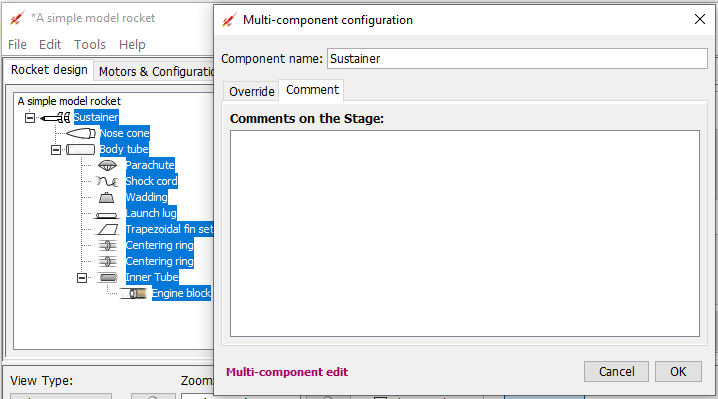 *A simple model rocket
File Edit Tools Help
Rocket design
Motors & Configuratio
A simple model rocket
Sustainer
Nose cone
Body tube
Parachute
Shock cord
Wadding
Launch lug
Trapezoidal fin set
Centering ring
Centering ring
Inner Tube
Engine block
View Type:
Zoom:
Multi-component configuration
Component name: Sustainer
Override Comment
Comments on the Stage:
Multi-component edit
Cancel OK